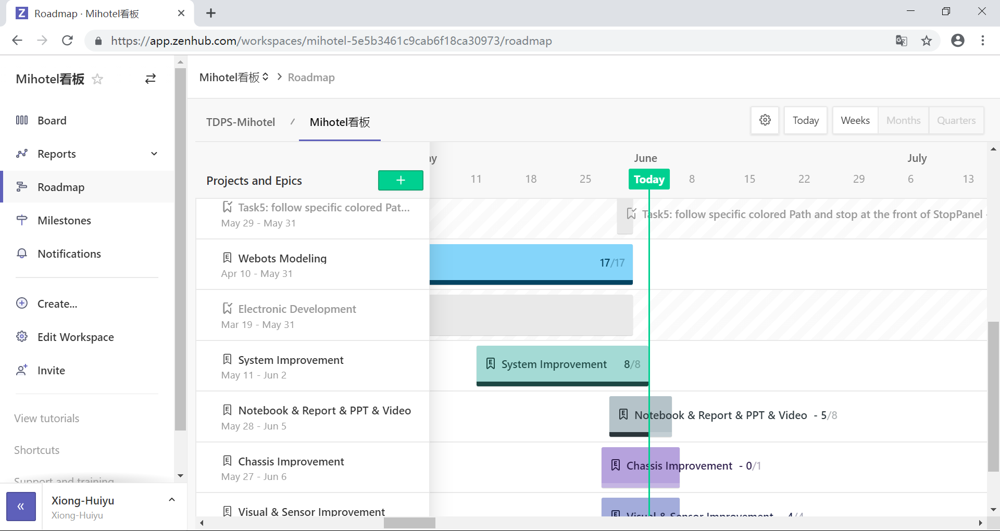 Roadmap · Mihotel看板
https://app.zenhub.com/workspaces/mihotel-5e5b3461c9cab6f18ca30973/roadmap
Mihotel看板
Board
Reports
Roadmap
Milestones
Notifications
Create...
Edit Workspace
Invite
View tutorials
Shortcuts
Support and training
Xiong-Huiyu
Xiong-Huiyu
Mihotel看板 > Roadmap
TDPS-Mihotel / Mihotel看板
Today
Weeks
Months
Quarters
ay June July
Projects and Epics
+
11 18 25 Today 8 15 22 29 6 13
Task5: follow specific colored Pat...
May 29 - May 31
Task5: follow specific colored Path and stop at the front of StopPanel -
Webots Modeling
Apr 10 - May 31
17/17
Electronic Development
Mar 19 - May 31
System Improvement
May 11 - Jun 2
System Improvement 8/8
Notebook & Report & PPT & Video
May 28 - Jun 5
Notebook & Report & PPT & Video - 5/8
Chassis Improvement
May 27 - Jun 6
Chassis Improvement - 0/1
Visual & Sensor Improvement
Visual & Sensor Improvement - 4/4